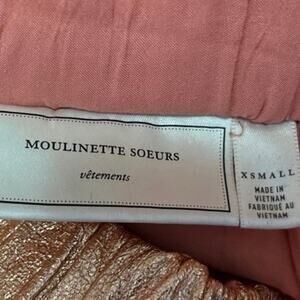 MOULINETTE SOEURS
vêtements
XSMALL
MADE IN
VIETNAM
FABRIQUÉ AU
VIETNAM